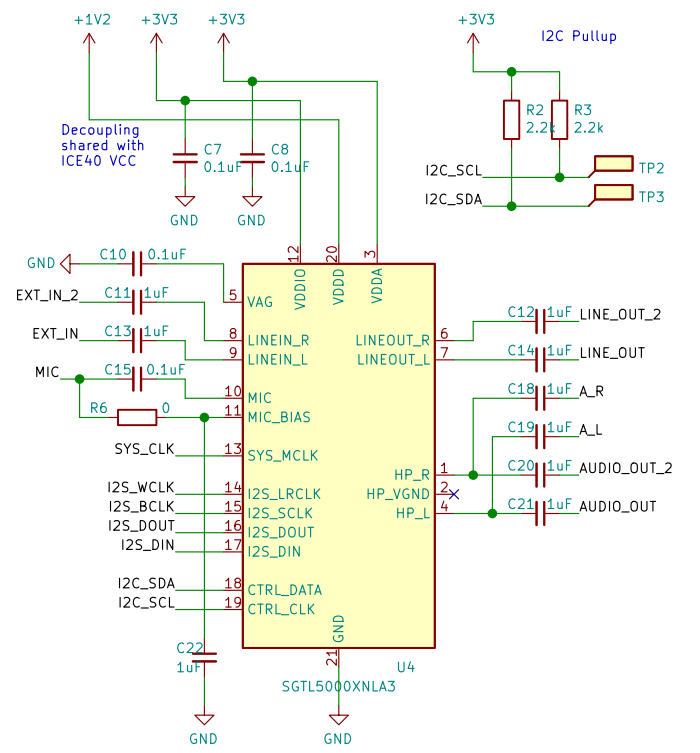 +1V2 +3V3 +3V3 +3V3
I2C Pullup
Decoupling
shared with
ICE40 VCC
C7
0.1uF
C8
0.1uF
GND GND
R2
2.2k
R3
2.2k
I2C_SCL TP2
I2C_SDA TP3
12 20 3
VDDIO VDDD VDDA
GND C10 0.1uF
5 VAG
EXT_IN_2 C11 1uF
8 LINEIN_R
EXT_IN C13 1uF
9 LINEIN_L
MIC C15 0.1uF
10 MIC
R6 0
11 MIC_BIAS
SYS_CLK 13 SYS_MCLK
I2S_WCLK 14 I2S_LRCLK
I2S_BCLK 15 I2S_SCLK
I2S_DOUT 16 I2S_DOUT
I2S_DIN 17 I2S_DIN
I2C_SDA 18 CTRL_DATA
I2C_SCL 19 CTRL_CLK
LINEOUT_R 6 C12 1uF LINE_OUT_2
LINEOUT_L 7 C14 1uF LINE_OUT
C18 1uF A_R
C19 1uF A_L
HP_R 1 C20 1uF AUDIO_OUT_2
HP_VGND 2
HP_L 4 C21 1uF AUDIO_OUT
C22
1uF
GND
21
U4
SGTL5000XNLA3
GND GND